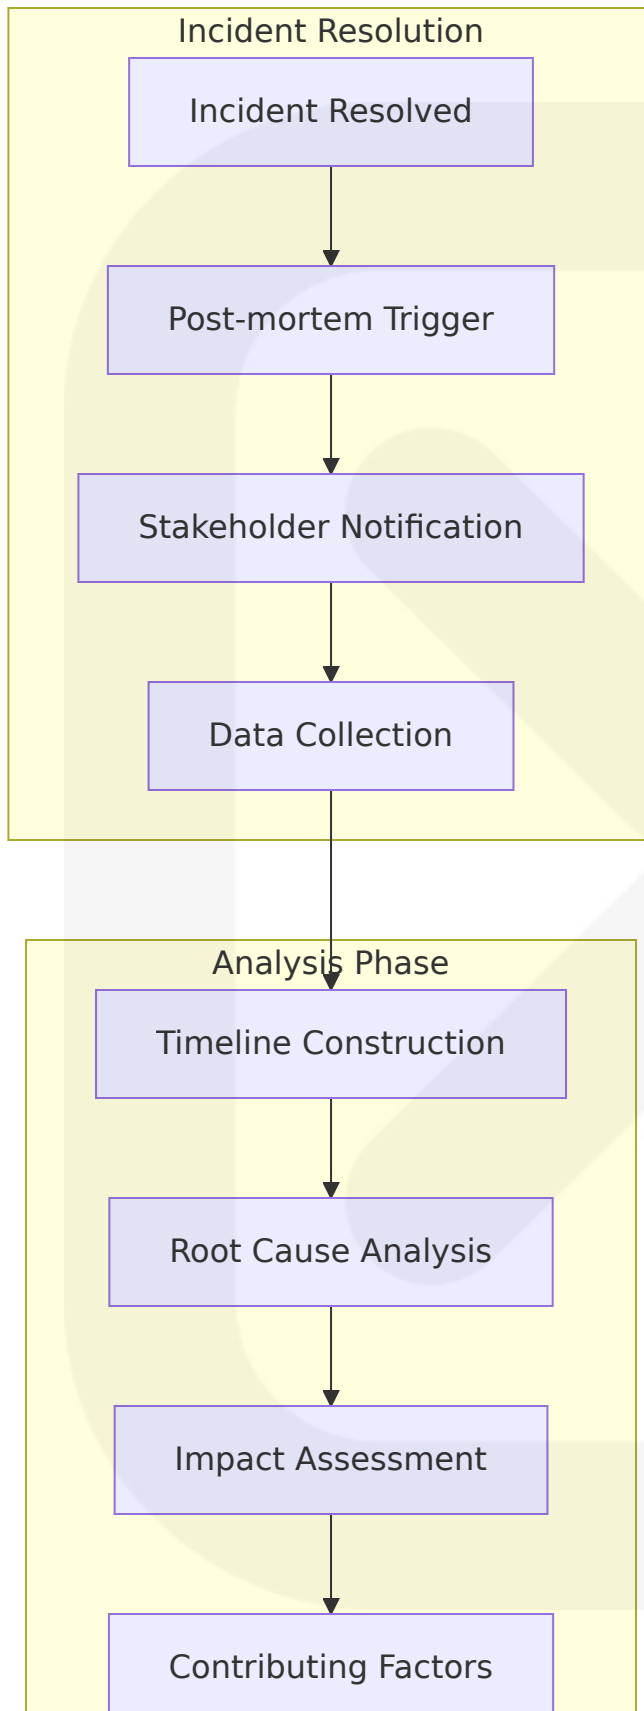 Incident Resolution
Incident Resolved
Post-mortem Trigger
Stakeholder Notification
Data Collection
Analysis Phase
Timeline Construction
Root Cause Analysis
Impact Assessment
Contributing Factors